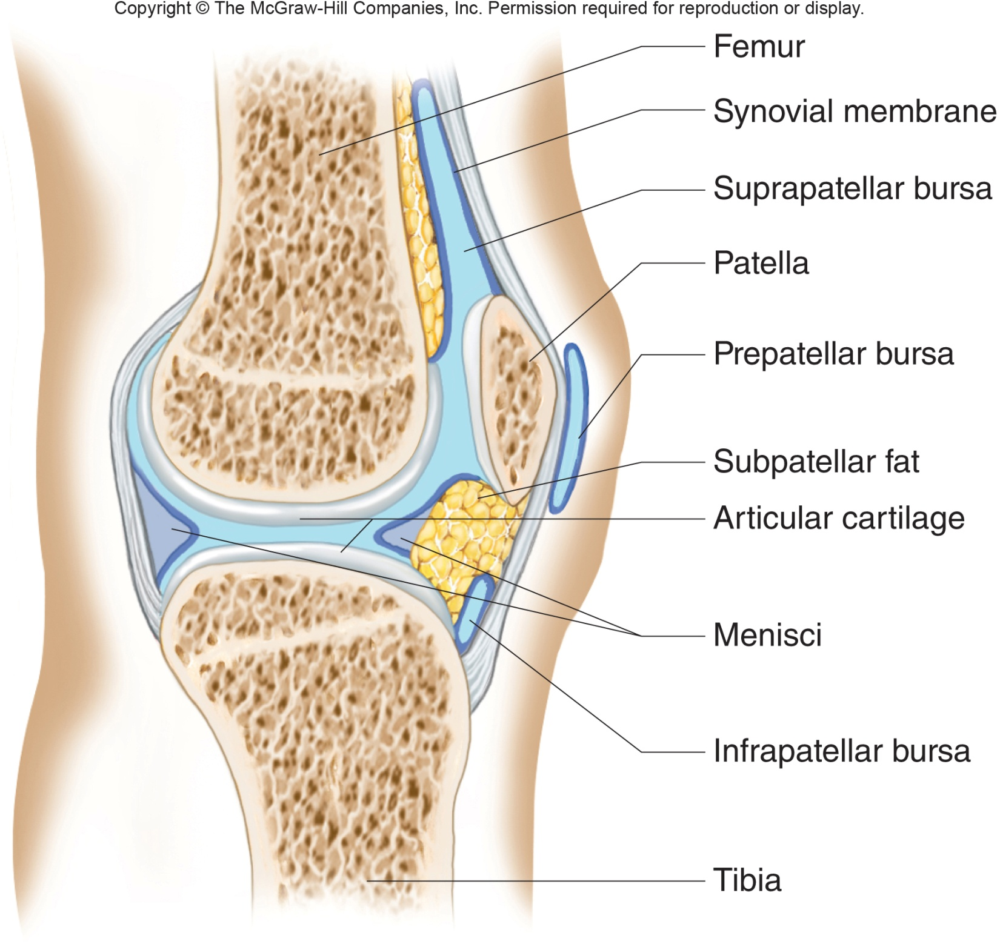 Copyright © The McGraw-Hill Companies, Inc. Permission required for reproduction or display.
Femur
Synovial membrane
Suprapatellar bursa
Patella
Prepatellar bursa
Subpatellar fat
Articular cartilage
Menisci
Infrapatellar bursa
Tibia